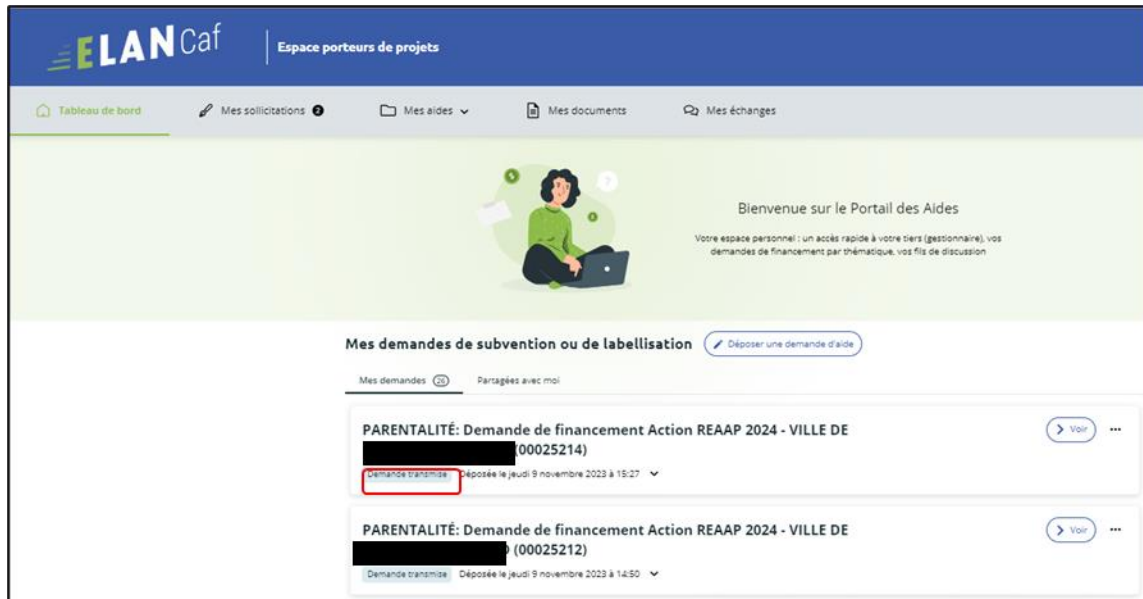 ELAN Caf
Espace porteurs de projets
Tableau de bord
Mes sollicitations 2
Mes aides
Mes documents
Mes échanges
Bienvenue sur le Portail des Aides
Votre espace personnel : un accès rapide à votre tiers (gestionnaire), vos
demandes de financement par thématique, vos fils de discussion
Mes demandes de subvention ou de labellisation
Déposer une demande d'aide
Mes demandes 26
Partagées avec moi
PARENTALITÉ: Demande de financement Action REAAP 2024 - VILLE DE
(00025214)
Voir
Demande transmise
Déposée le jeudi 9 novembre 2023 à 15:27
PARENTALITÉ: Demande de financement Action REAAP 2024 - VILLE DE
(00025212)
Voir
Demande transmise
Déposée le jeudi 9 novembre 2023 à 14:50